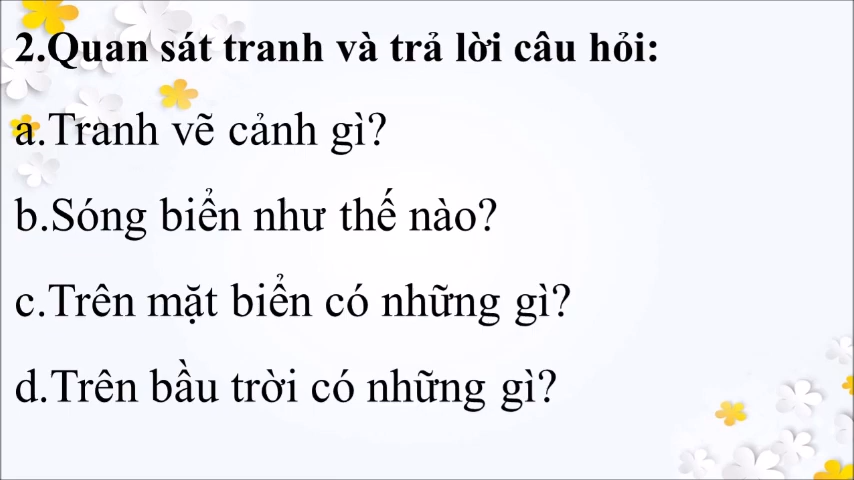 2.Quan sát tranh và trả lời câu hỏi:
a.Tranh vẽ cảnh gì?
b.Sóng biển như thế nào?
c.Trên mặt biển có những gì?
d.Trên bầu trời có những gì?